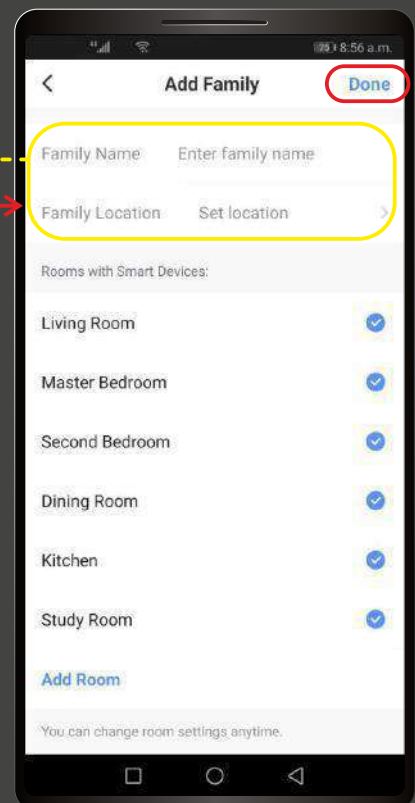 75 8:56 a.m.
Add Family Done
Family Name Enter family name
Family Location Set location
Rooms with Smart Devices:
Living Room
Master Bedroom
Second Bedroom
Dining Room
Kitchen
Study Room
Add Room
You can change room settings anytime.